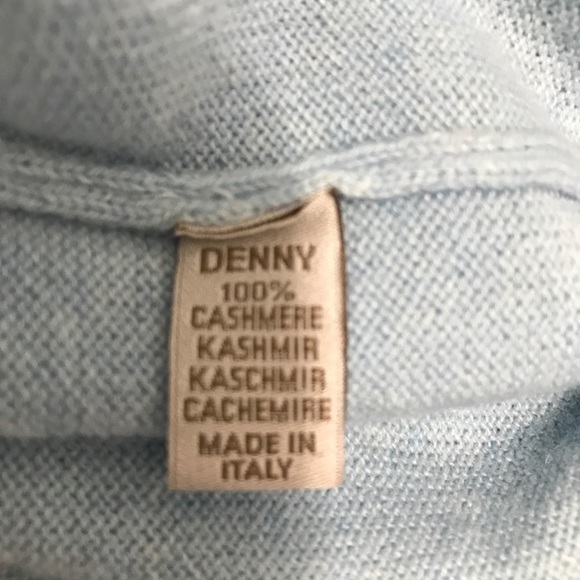 DENNY
100%
CASHMERE
KASHMIR
KASCHMIR
CACHEMIRE
MADE IN
ITALY